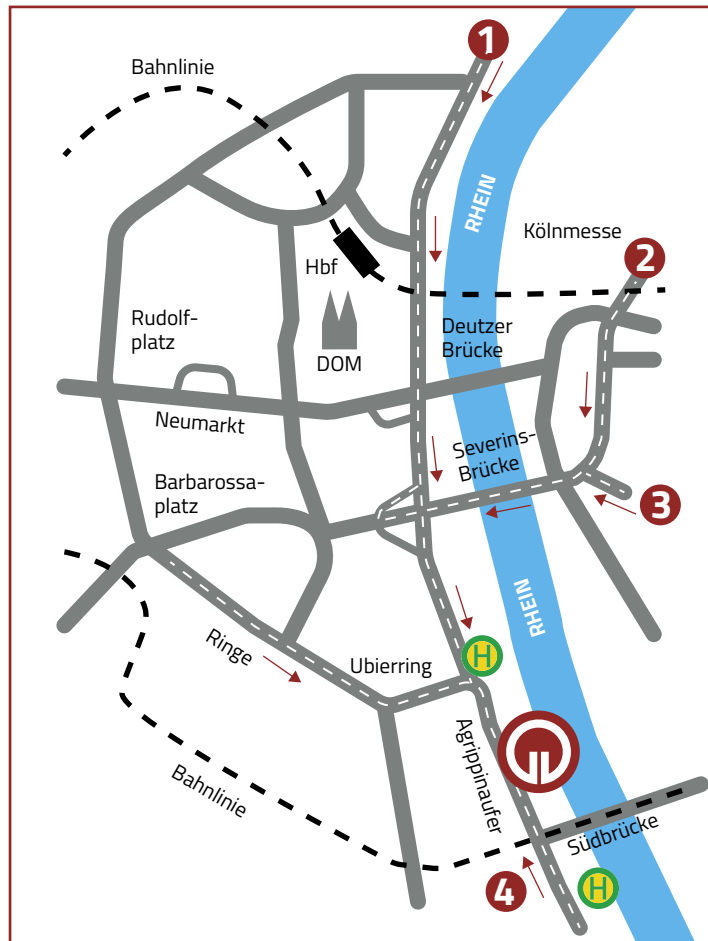 1
Bahnlinie
RHEIN
Kölnmesse
2
Hbf
Rudolf-
platz
DOM
Deutzer
Brücke
Neumarkt
Severins-
Brücke
Barbarossa-
platz
3
RHEIN
Ringe
H
Ubierring
Agrippinaufer
Bahnlinie
Südbrücke
4
H